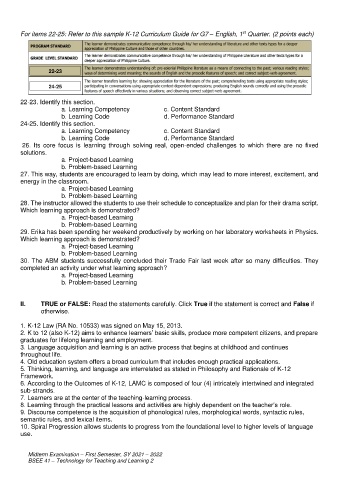 For items 22-25: Refer to this sample K-12 Curriculum Guide for G7 – English, 1st Quarter. (2 points each)
PROGRAM STANDARD
The learner demonstrates communicative competence through his/ her understanding of literature and other texts types for a deeper
appreciation of Philippine Culture and those of other countries.
GRADE LEVEL STANDARD
The learner demonstrates communicative competence through his/ her understanding of Philippine Literature and other texts types for a
deeper appreciation of Philippine Culture.
22-23
The learner demonstrates understanding of: pre-colonial Philippine literature as a means of connecting to the past; various reading styles;
ways of determining word meaning; the sounds of English and the prosodic features of speech; and correct subject-verb agreement.
24-25
The learner transfers learning by: showing appreciation for the literature of the past; comprehending texts using appropriate reading styles;
participating in conversations using appropriate context-dependent expressions; producing English sounds correctly and using the prosodic
features of speech effectively in various situations; and observing correct subject-verb agreement.
22-23. Identify this section.
a. Learning Competency c. Content Standard
b. Learning Code d. Performance Standard
24-25. Identify this section.
a. Learning Competency c. Content Standard
b. Learning Code d. Performance Standard
26. Its core focus is learning through solving real, open-ended challenges to which there are no fixed
solutions.
a. Project-based Learning
b. Problem-based Learning
27. This way, students are encouraged to learn by doing, which may lead to more interest, excitement, and
energy in the classroom.
a. Project-based Learning
b. Problem-based Learning
28. The instructor allowed the students to use their schedule to conceptualize and plan for their drama script.
Which learning approach is demonstrated?
a. Project-based Learning
b. Problem-based Learning
29. Erika has been spending her weekend productively by working on her laboratory worksheets in Physics.
Which learning approach is demonstrated?
a. Project-based Learning
b. Problem-based Learning
30. The ABM students successfully concluded their Trade Fair last week after so many difficulties. They
completed an activity under what learning approach?
a. Project-based Learning
b. Problem-based Learning
II. TRUE or FALSE: Read the statements carefully. Click True if the statement is correct and False if
otherwise.
1. K-12 Law (RA No. 10533) was signed on May 15, 2013.
2. K to 12 (also K-12) aims to enhance learners' basic skills, produce more competent citizens, and prepare
graduates for lifelong learning and employment.
3. Language acquisition and learning is an active process that begins at childhood and continues
throughout life.
4. Old education system offers a broad curriculum that includes enough practical applications.
5. Thinking, learning, and language are interrelated as stated in Philosophy and Rationale of K-12
Framework.
6. According to the Outcomes of K-12, LAMC is composed of four (4) intricately intertwined and integrated
sub-strands.
7. Learners are at the center of the teaching-learning process.
8. Learning through the practical lessons and activities are highly dependent on the teacher's role.
9. Discourse competence is the acquisition of phonological rules, morphological words, syntactic rules,
semantic rules, and lexical items.
10. Spiral Progression allows students to progress from the foundational level to higher levels of language
use.
Midterm Examination – First Semester, SY 2021 – 2022
BSEE 41 – Technology for Teaching and Learning 2